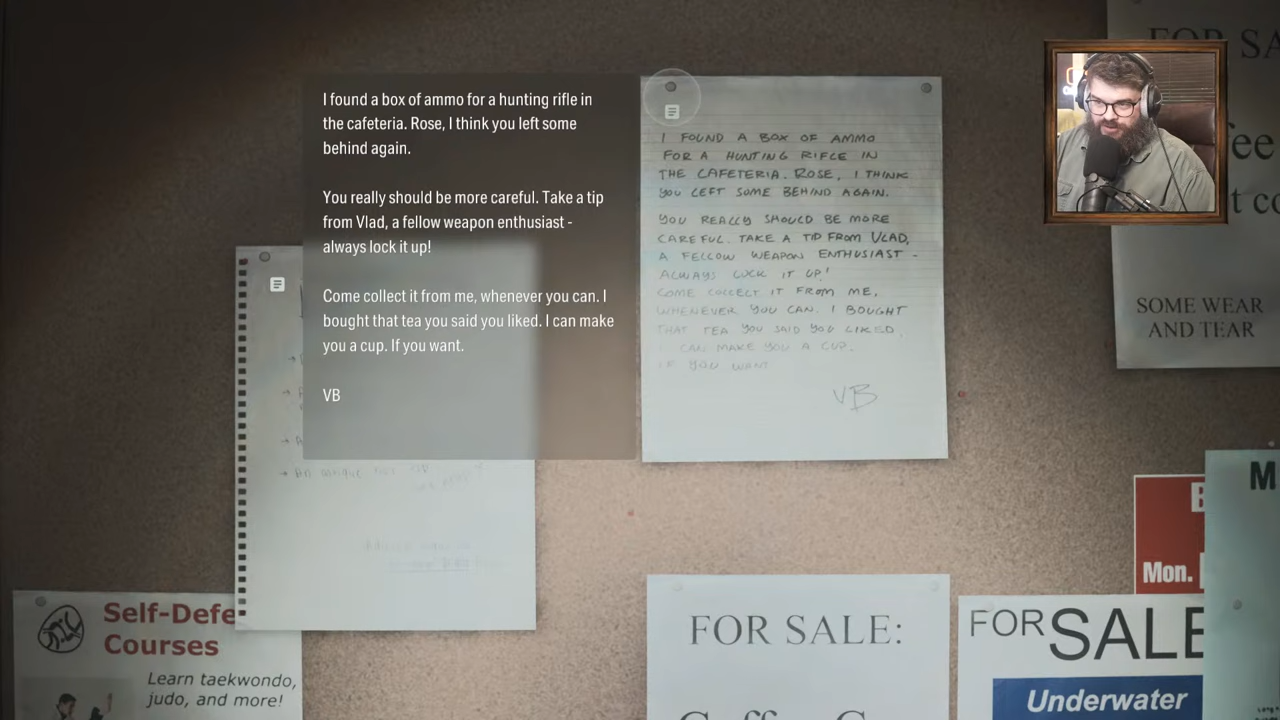 I found a box of ammo for a hunting rifle in
the cafeteria. Rose, I think you left some
behind again.
You really should be more careful. Take a tip
from Vlad, a fellow weapon enthusiast -
always lock it up!
Come collect it from me, whenever you can. I
bought that tea you said you liked. I can make
you a cup. If you want.
VB
I FOUND A BOX OF AMMO
FOR A HUNTING RIFLE IN
THE CAFETERIA. ROSE, I THINK
YOU LEFT SOME BEHIND AGAIN.
YOU REALLY SHOULD BE MORE
CAREFUL. TAKE A TIP FROM VLAD,
A FELLOW WEAPON ENTHUSIAST -
ALWAYS LOCK IT UP!
COME COLLECT IT FROM ME,
WHENEVER YOU CAN. I BOUGHT
THAT TEA YOU SAID YOU LIKED.
I CAN MAKE YOU A CUP.
IF YOU WANT
VB
FOR SA
SOME WEAR
AND TEAR
Self-Defe
Courses
Learn taekwondo,
judo, and more!
FOR SALE:
Mon.
FOR SALE
Underwater
M